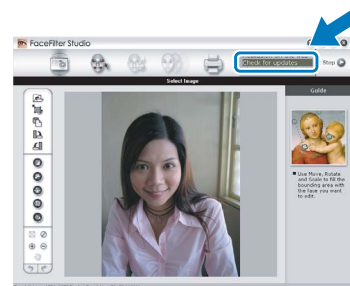 FaceFilter Studio
Check for updates
Step
Select Image
Guide
Use Move, Rotate
and Scale to fill the
bounding area with
the face you want
to edit.